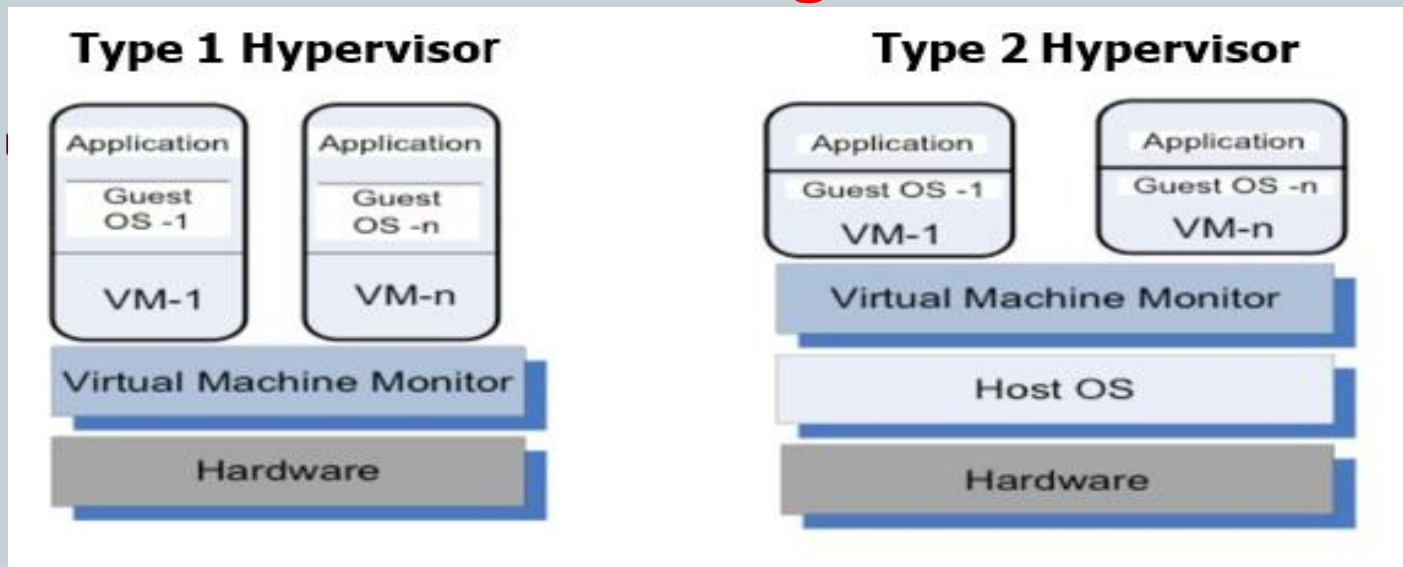 Type 1 Hypervisor
Application
Guest
OS -1
VM-1
Application
Guest
OS -n
VM-n
Virtual Machine Monitor
Hardware
Type 2 Hypervisor
Application
Guest OS -1
VM-1
Application
Guest OS -n
VM-n
Virtual Machine Monitor
Host OS
Hardware